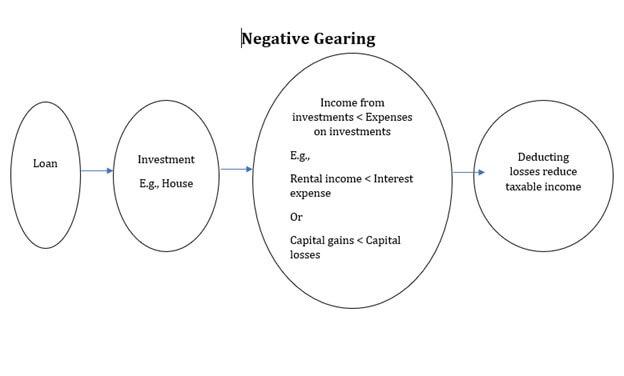 Negative Gearing
Loan
Investment
E.g., House
Income from
investments < Expenses
on investments
E.g.,
Rental income < Interest
expense
Or
Capital gains < Capital
losses
Deducting
losses reduce
taxable income